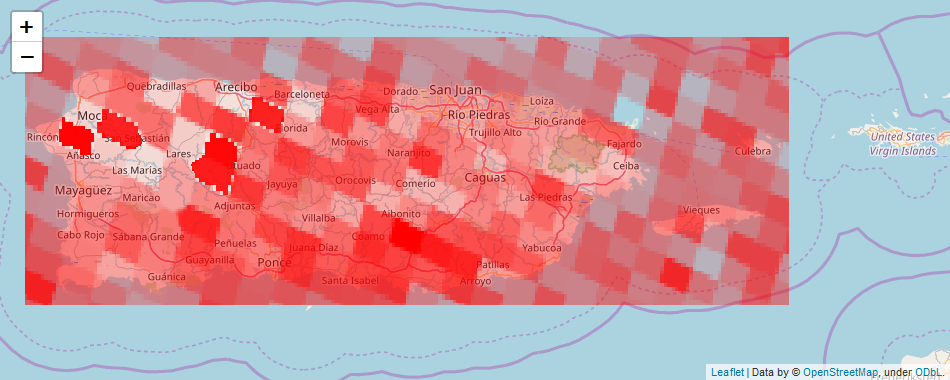 +
−
Quebradillas
Arecibo
Barceloneta
Dorado
San Juan
Loíza
Vega Alta
Río Piedras
Río Grande
Moca
Florida
Trujillo Alto
Rincón
San Sebastián
Morovis
Fajardo
Añasco
Lares
Naranjito
Culebra
United States
Virgin Islands
Utuado
Ceiba
Las Marías
Caguas
Mayagüez
Jayuya
Orocovis
Comerío
Maricao
Las Piedras
Hormigueros
Adjuntas
Villalba
Aibonito
Vieques
Cabo Rojo
Sábana Grande
Peñuelas
Juana Díaz
Coamo
Yabucoa
Guayanilla
Ponce
Patillas
Guánica
Santa Isabel
Arroyo
Leaflet | Data by © OpenStreetMap, under ODbL.